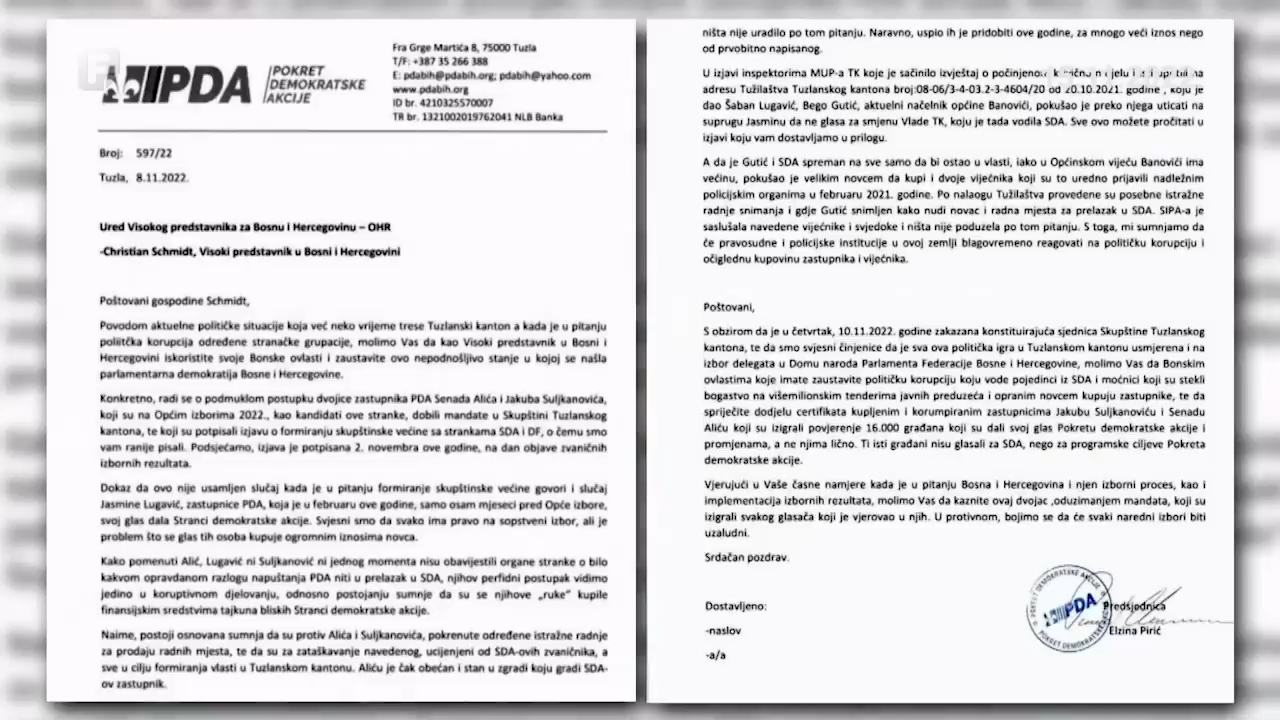 PDA
POKRET
DEMOKRATSKE
AKCIJE
Fra Grge Martića 8, 75000 Tuzla
T/F: +387 35 266 388
E: pdabih@pdabih.org; pdabih@yahoo.com
www.pdabih.org
ID br. 4210325570007
TR br. 1321002019762041 NLB Banka
Broj: 597/22
Tuzla, 8.11.2022.
Ured Visokog predstavnika za Bosnu i Hercegovinu – OHR
-Christian Schmidt, Visoki predstavnik u Bosni i Hercegovini
Poštovani gospodine Schmidt,
Povodom aktuelne političke situacije koja već neko vrijeme trese Tuzlanski kanton a kada je u pitanju
poliitčka korupcija određene stranačke grupacije, molimo Vas da kao Visoki predstavnik u Bosni i
Hercegovini iskoristite svoje Bonske ovlasti i zaustavite ovo nepodnošljivo stanje u kojoj se našla
parlamentarna demokratija Bosne i Hercegovine.
Konkretno, radi se o podmuklom postupku dvojice zastupnika PDA Senada Alića i Jakuba Suljkanovića,
koji su na Općim izborima 2022., kao kandidati ove stranke, dobili mandate u Skupštini Tuzlanskog
kantona, te koji su potpisali izjavu o formiranju skupštinske većine sa strankama SDA i DF, o čemu smo
vam ranije pisali. Podsjećamo, izjava je potpisana 2. novembra ove godine, na dan objave zvaničnih
izbornih rezultata.
Dokaz da ovo nije usamljen slučaj kada je u pitanju formiranje skupštinske većine govori i slučaj
Jasmine Lugavić, zastupnice PDA, koja je u februaru ove godine, samo osam mjeseci pred Opće izbore,
svoj glas dala Stranci demokratske akcije. Svjesni smo da svako ima pravo na sopstveni izbor, ali je
problem što se glas tih osoba kupuje ogromnim iznosima novca.
Kako pomenuti Alić, Lugavić ni Suljkanović ni jednog momenta nisu obavijestili organe stranke o bilo
kakvom opravdanom razlogu napuštanja PDA niti u prelazak u SDA, njihov perfidni postupak vidimo
jedino u koruptivnom djelovanju, odnosno postojanju sumnje da su se njihove „ruke" kupile
finansijskim sredstvima tajkuna bliskih Stranci demokratske akcije.
Naime, postoji osnovana sumnja da su protiv Alića i Suljkanovića, pokrenute određene istražne radnje
za prodaju radnih mjesta, te da su za zataškavanje navedenog, ucijenjeni od SDA-ovih zvaničnika, a
sve u cilju formiranja vlasti u Tuzlanskom kantonu. Aliću je čak obećan i stan u zgradi koju gradi SDA-
ov zastupnik.
ništa nije uradilo po tom pitanju. Naravno, uspio ih je pridobiti ove godine, za mnogo veći iznos nego
od prvobitno napisanog.
U izjavi inspektorima MUP-a TK koje je sačinilo izvještaj o počinjenom na
adresu Tužilaštva Tuzlanskog kantona broj:08-06/3-4-03.2-3-4604/20 od 20.10.2021. godine , koju je
dao Šaban Lugavić, Bego Gutić, aktuelni načelnik općine Banovići, pokušao je preko njega uticati na
suprugu Jasminu da ne glasa za smjenu Vlade TK, koju je tada vodila SDA. Sve ovo možete pročitati u
izjavi koju vam dostavljamo u prilogu.
A da je Gutić i SDA spreman na sve samo da bi ostao u vlasti, iako u Općinskom vijeću Banovići ima
većinu, pokušao je velikim novcem da kupi i dvoje vijećnika koji su to uredno prijavili nadležnim
policijskim organima u februaru 2021. godine. Po nalaogu Tužilaštva provedene su posebne istražne
radnje snimanja i gdje Gutić snimljen kako nudi novac i radna mjesta za prelazak u SDA. SIPA-a je
saslušala navedene vijećnike i svjedoke i ništa nije poduzela po tom pitanju. S toga, mi sumnjamo da
će pravosudne i policijske institucije u ovoj zemlji blagovremeno reagovati na političku korupciju i
očiglednu kupovinu zastupnika i vijećnika.
Poštovani,
S obzirom da je u četvrtak, 10.11.2022. godine zakazana konstituirajuća sjednica Skupštine Tuzlanskog
kantona, te da smo svjesni činjenice da je sva ova politička igra u Tuzlanskom kantonu usmjerena i na
izbor delegata u Domu naroda Parlamenta Federacije Bosne i Hercegovine, molimo Vas da Bonskim
ovlastima koje imate zaustavite političku korupciju koju vode pojedinci iz SDA i moćnici koji su stekli
bogastvo na višemilionskim tenderima javnih preduzeća i opranim novcem kupuju zastupnike, te da
spriječite dodjelu certifikata kupljenim i korumpiranim zastupnicima Jakubu Suljkanoviću i Senadu
Aliću koji su izigrali povjerenje 16.000 građana koji su dali svoj glas Pokretu demokratske akcije i
promjenama, a ne njima lično. Ti isti građani nisu glasali za SDA, nego za programske ciljeve Pokreta
demokratske akcije.
Vjerujući u Vaše časne namjere kada je u pitanju Bosna i Hercegovina i njen izborni proces, kao i
implementacija izbornih rezultata, molimo Vas da kaznite ovaj dvojac ,oduzimanjem mandata, koji su
izigrali svakog glasača koji je vjerovao u njih. U protivnom, bojimo se da će svaki naredni izbori biti
uzaludni.
Srdačan pozdrav.
Dostavljeno:
-naslov
-a/a
POKRET DEMOKRATSKE AKCIJE
PDA
Predsjednica
Elzina Pirić